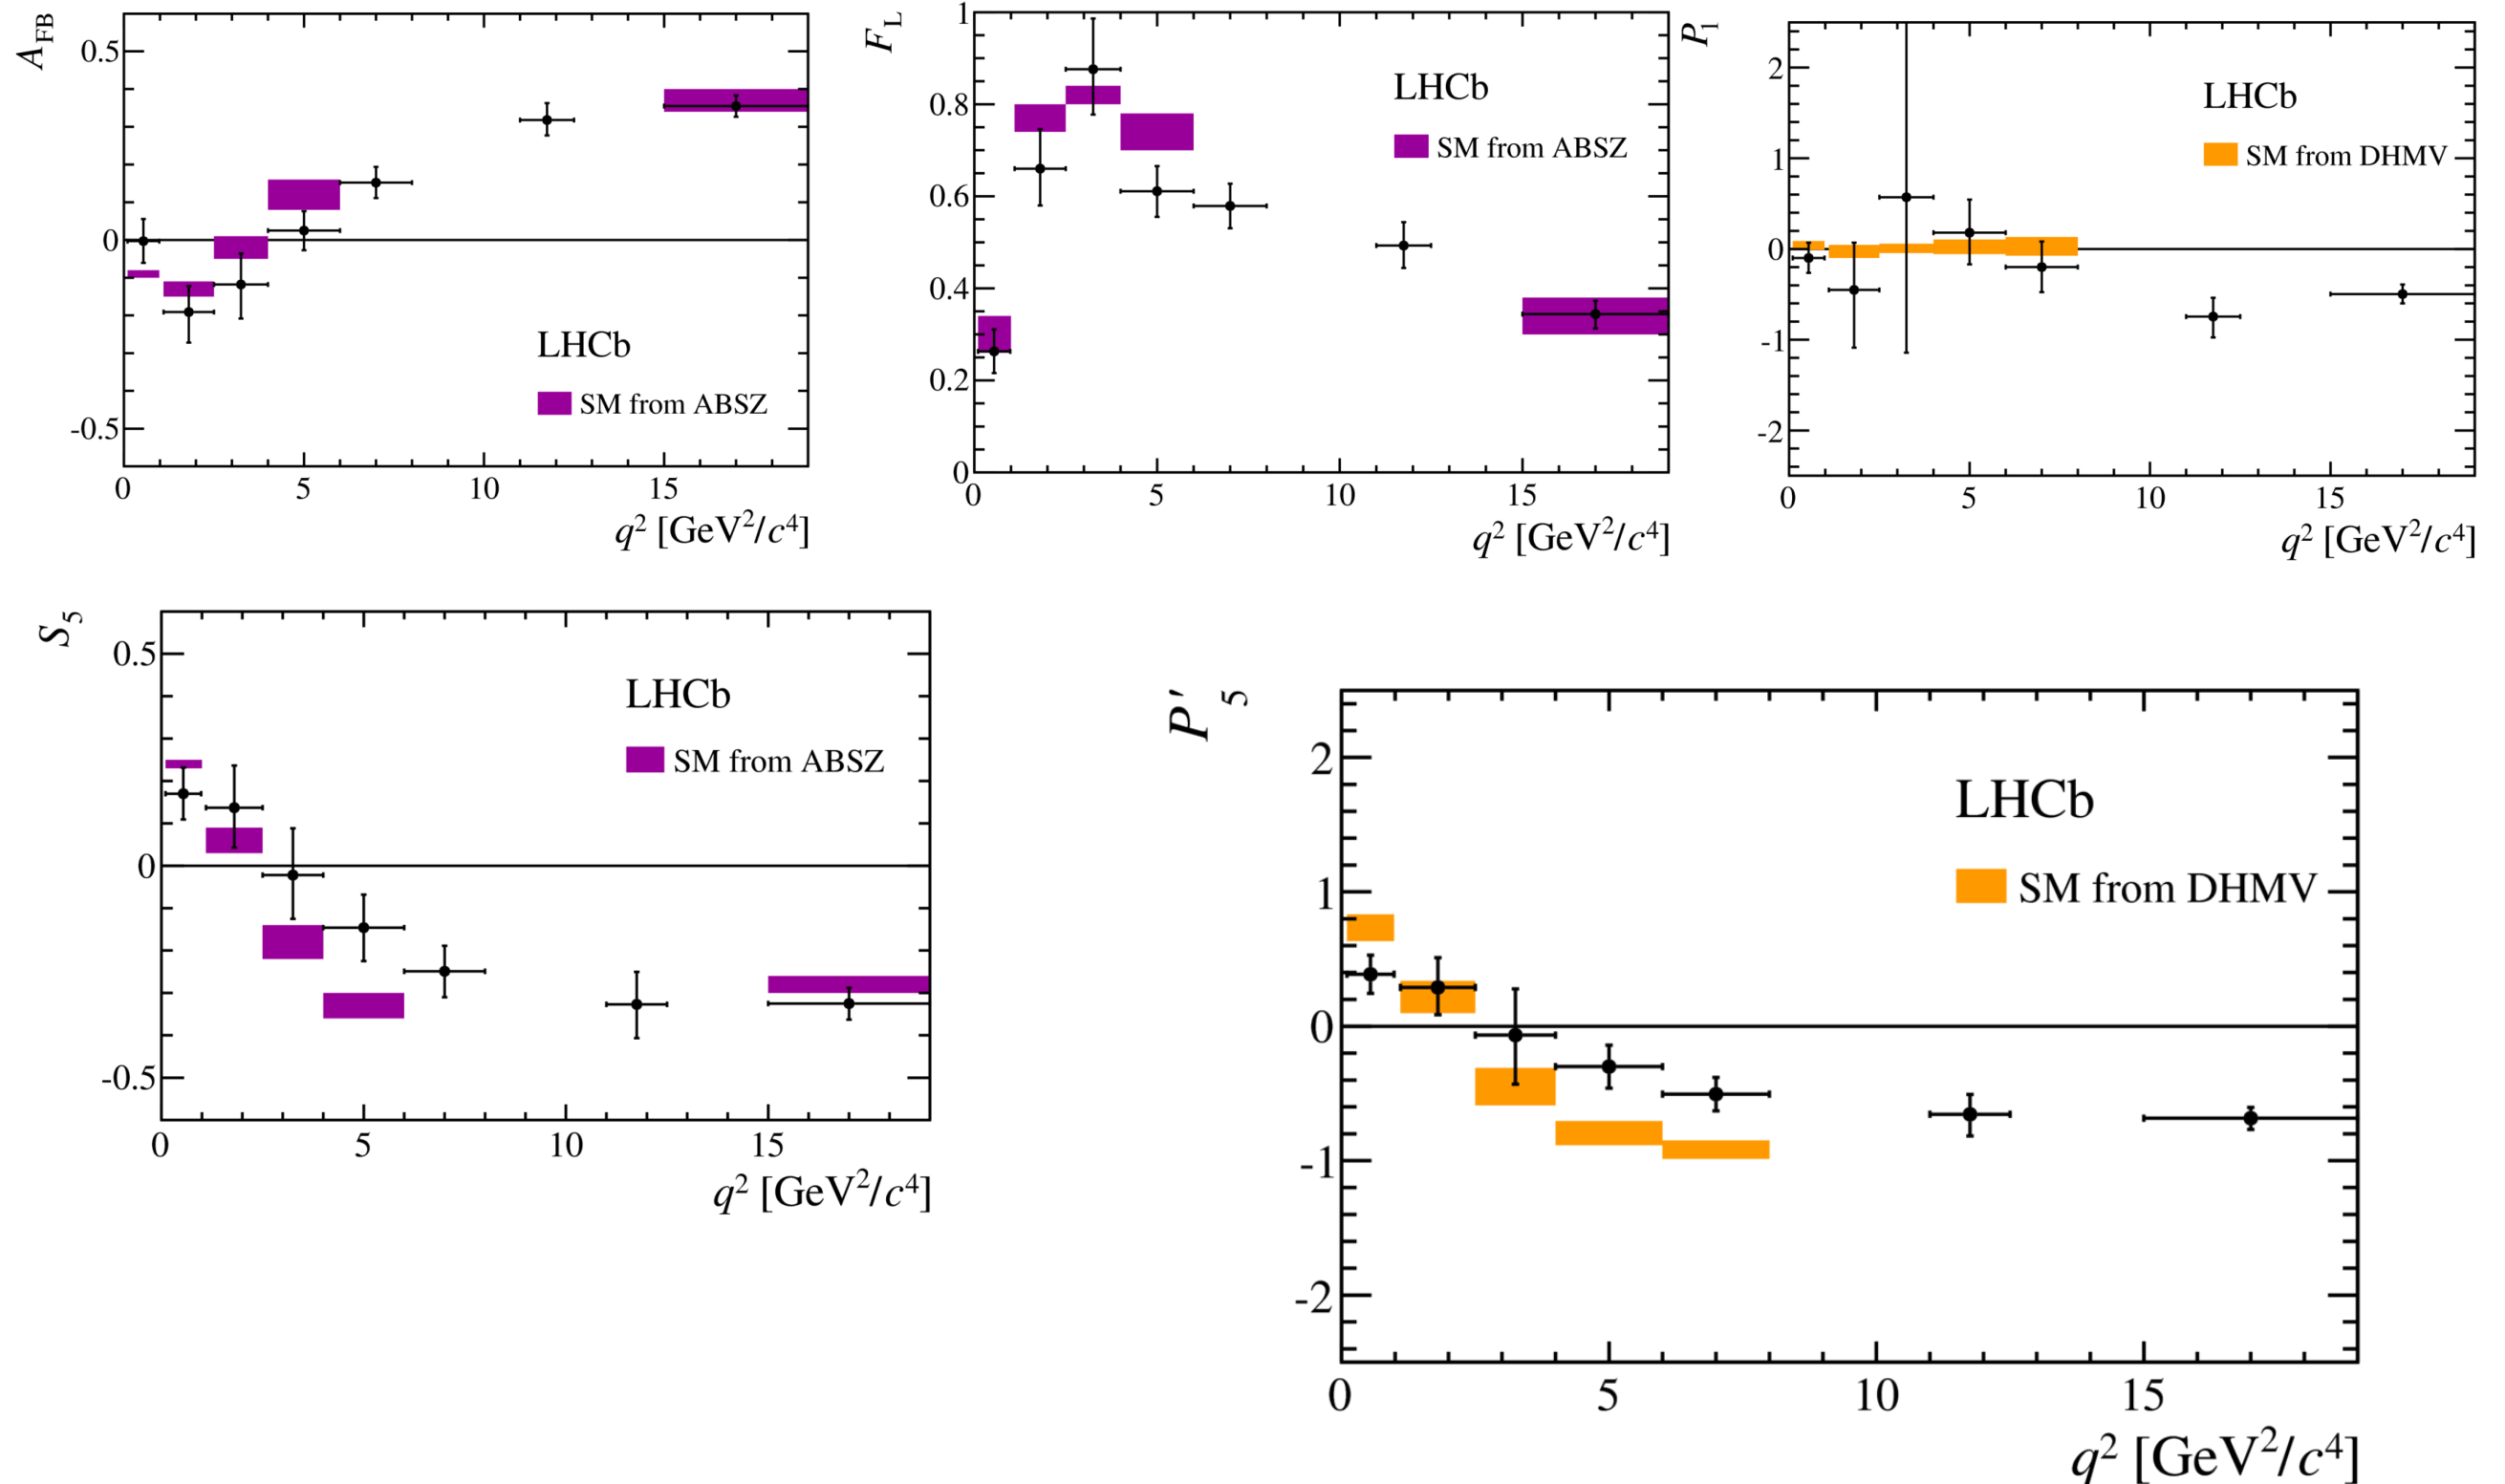 A_FB
0.5
0
-0.5
LHCb
SM from ABSZ
0 5 10 15
q² [GeV²/c⁴]
F_L
1
0.8
0.6
0.4
0.2
0
LHCb
SM from ABSZ
0 5 10 15
q² [GeV²/c⁴]
P₁
2
1
0
-1
-2
LHCb
SM from DHMV
0 5 10 15
q² [GeV²/c⁴]
S₅
0.5
0
-0.5
LHCb
SM from ABSZ
0 5 10 15
q² [GeV²/c⁴]
P′₅
2
1
0
-1
-2
LHCb
SM from DHMV
0 5 10 15
q² [GeV²/c⁴]